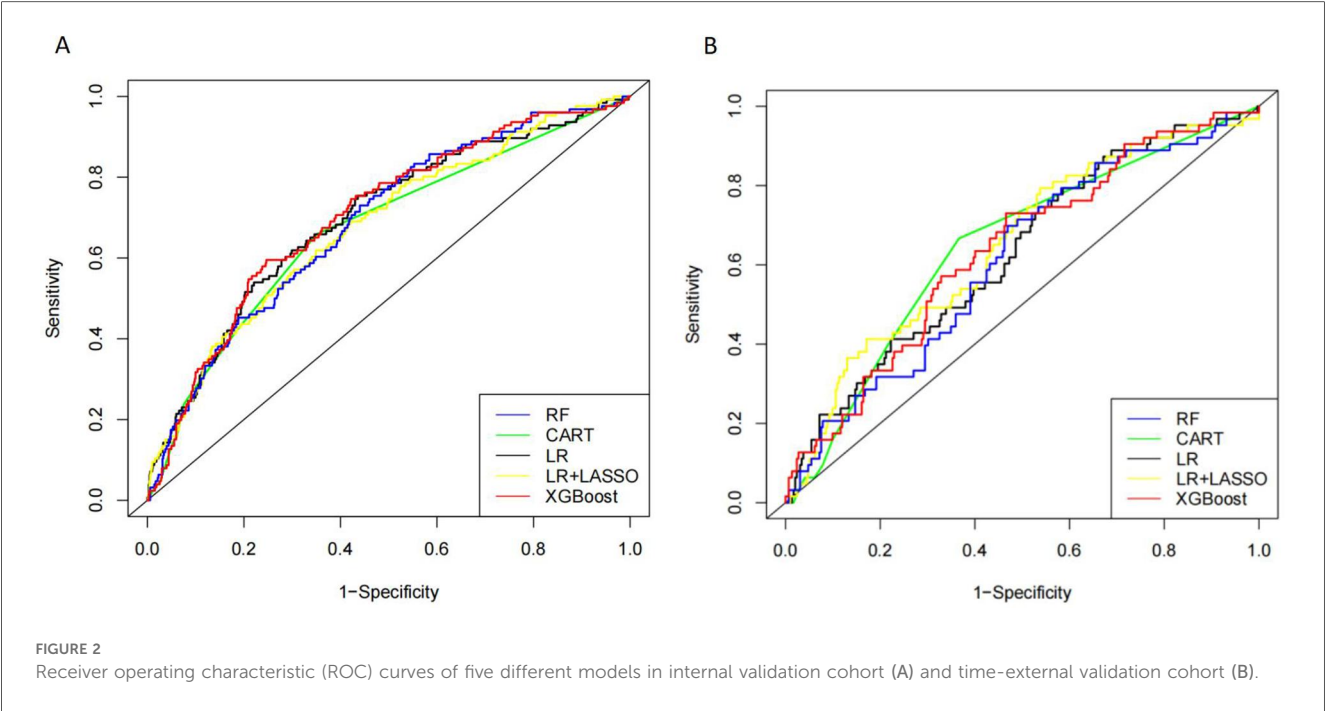 A
B
1.0
0.8
0.6
0.4
0.2
0.0
Sensitivity
RF
CART
LR
LR+LASSO
XGBoost
0.0 0.2 0.4 0.6 0.8 1.0
1−Specificity
1.0
0.8
0.6
0.4
0.2
0.0
Sensitivity
RF
CART
LR
LR+LASSO
XGBoost
0.0 0.2 0.4 0.6 0.8 1.0
1−Specificity
FIGURE 2
Receiver operating characteristic (ROC) curves of five different models in internal validation cohort (A) and time-external validation cohort (B).